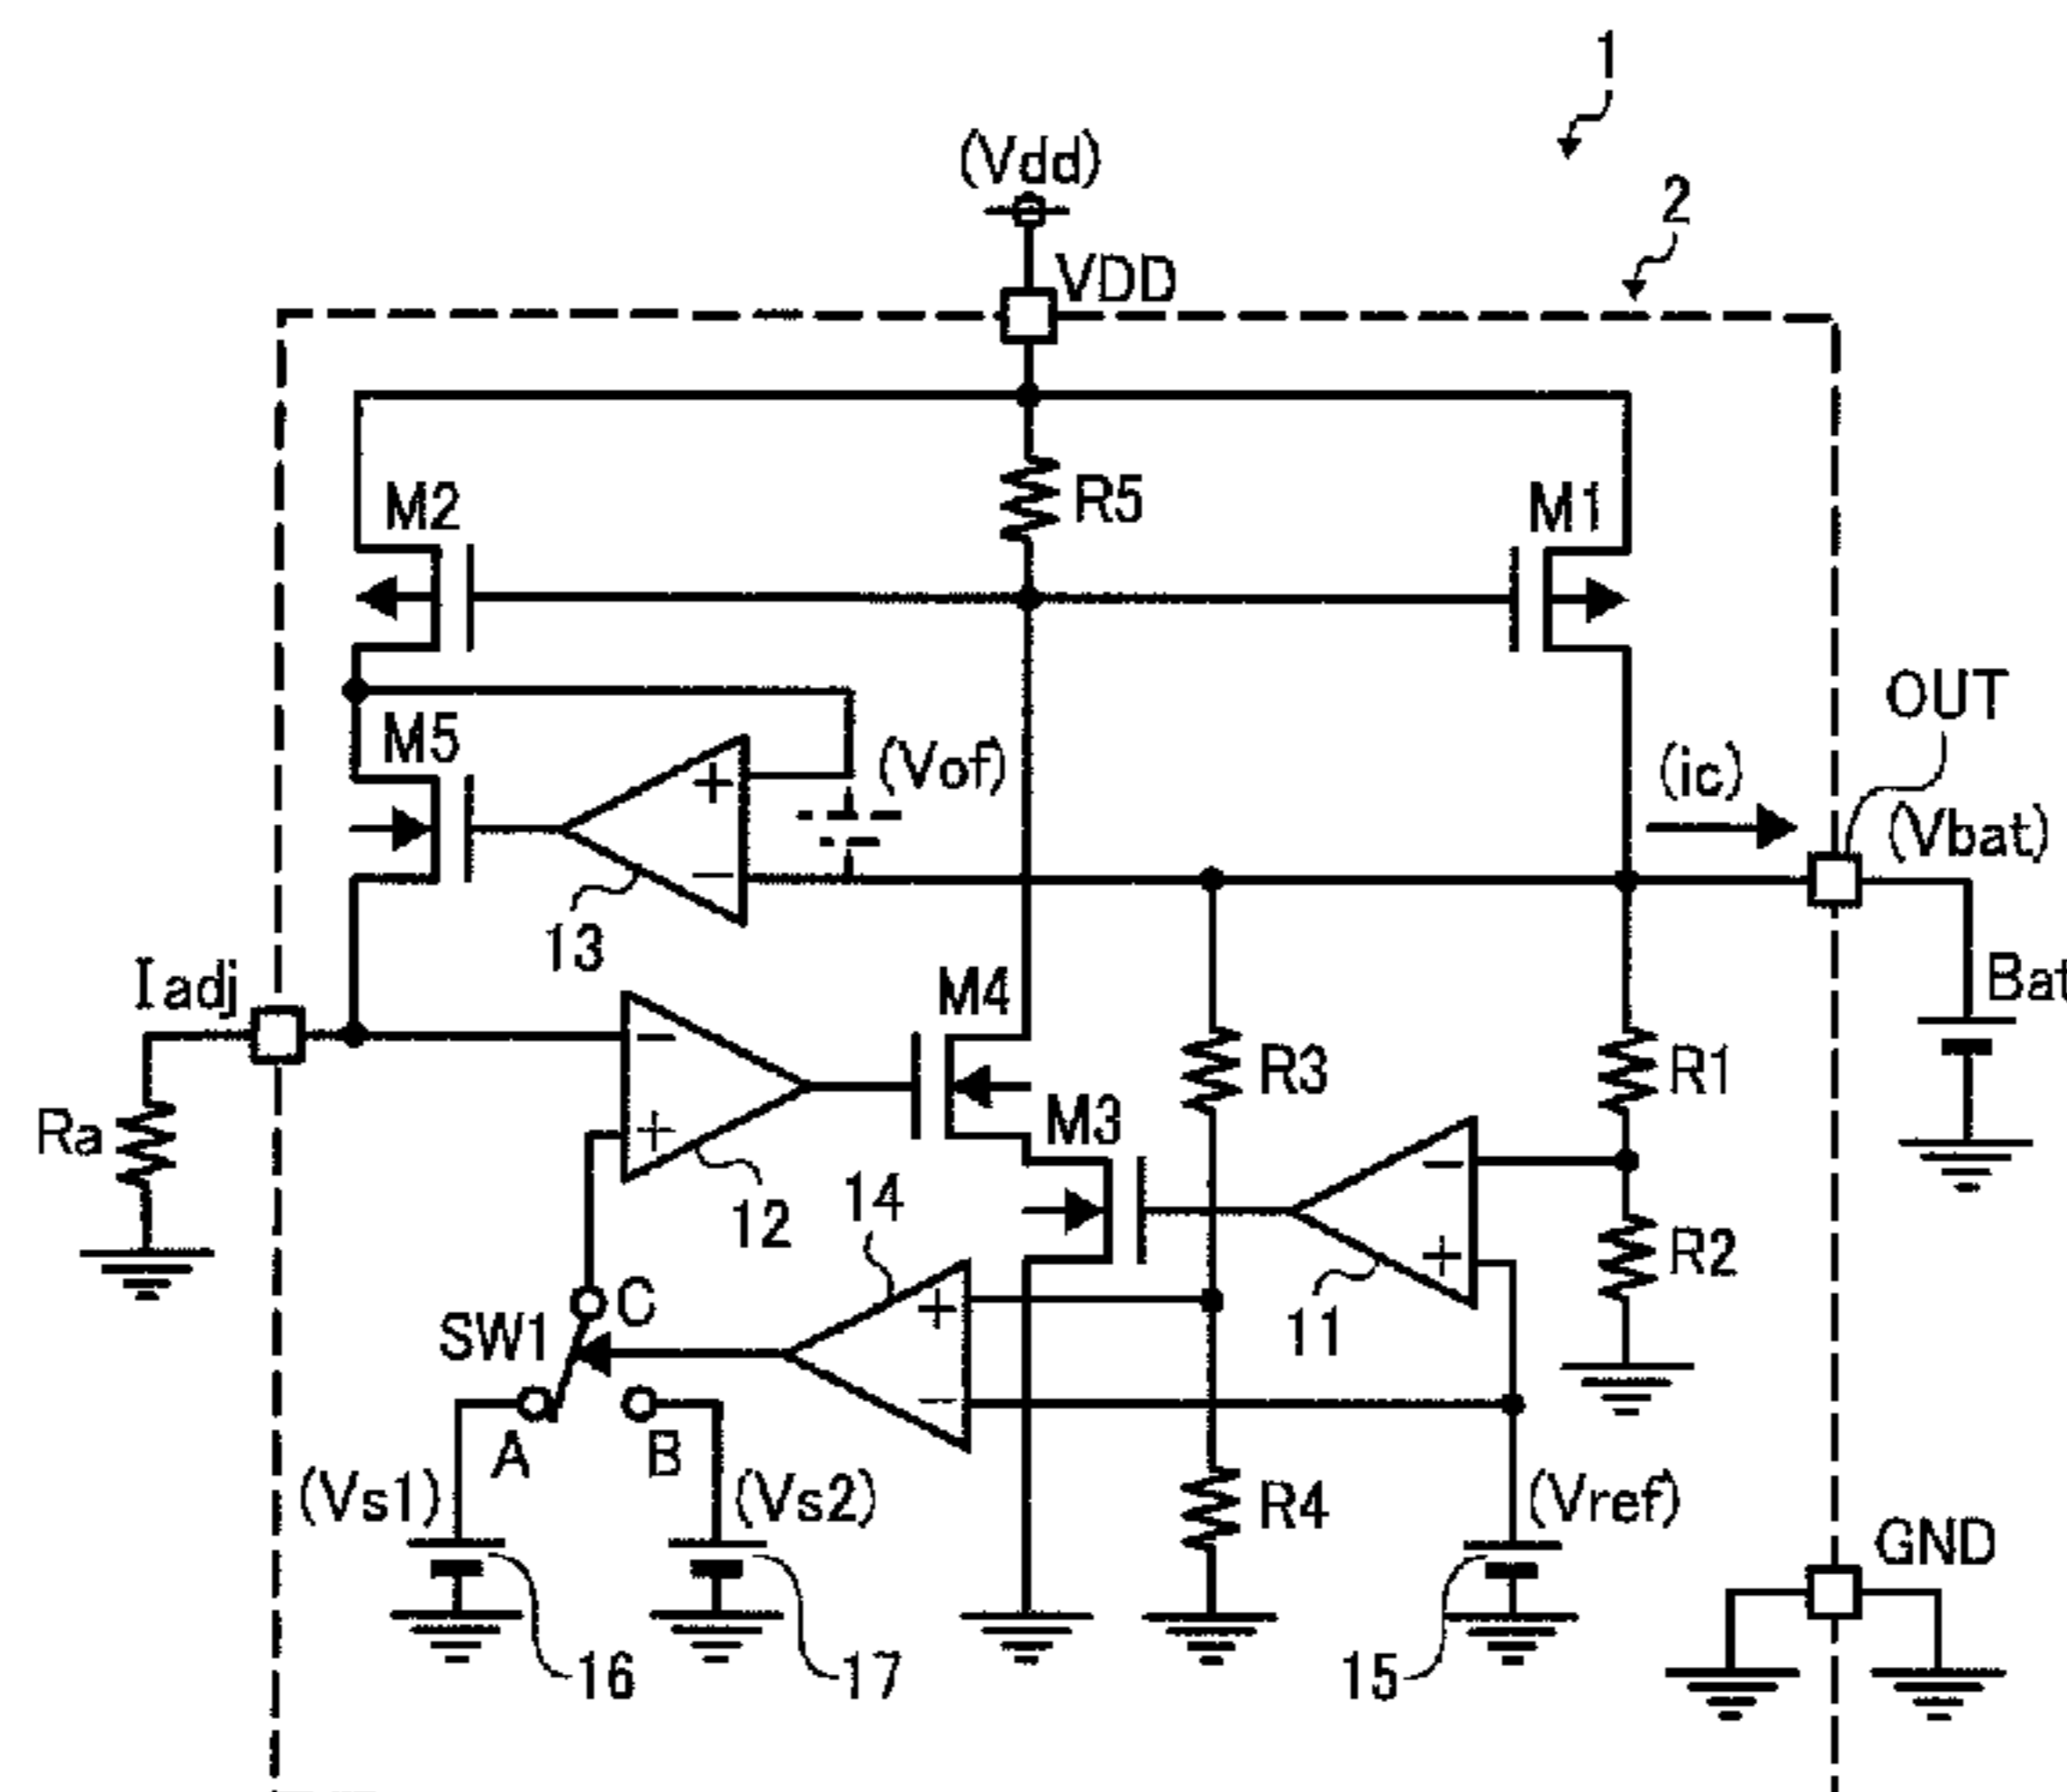 1
(Vdd)
2
VDD
M2
R5
M1
OUT
M5
(Vof)
(ic)
(Vbat)
+
−
13
Iadj
M4
Bat
−
R3
R1
Ra
+
M3
−
12
14
R2
+
11
C
+
SW1
−
A
B
(Vs1)
(Vs2)
R4
(Vref)
GND
16
17
15